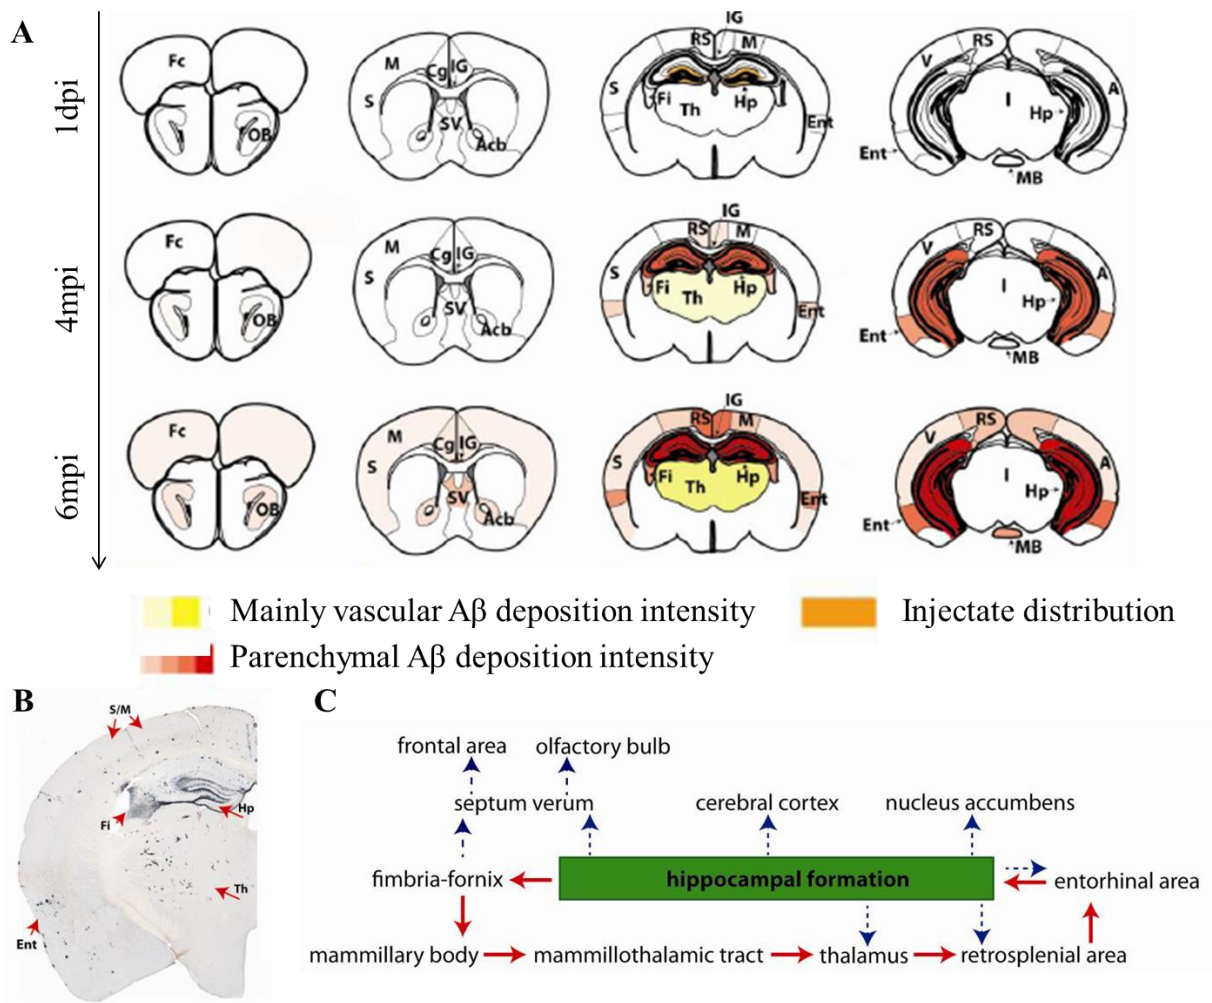 A
1dpi
Fc
OB
M
Cg
IG
S
SV
Acb
IG
RS
M
S
Fi
Th
Hp
Ent
RS
V
A
I
Hp
Ent
MB
4mpi
Fc
OB
M
Cg
IG
S
SV
Acb
IG
RS
M
S
Fi
Th
Hp
Ent
RS
V
A
I
Hp
Ent
MB
6mpi
Fc
OB
M
Cg
IG
S
SV
Acb
IG
RS
M
S
Fi
Th
Hp
Ent
RS
V
A
I
Hp
Ent
MB
Mainly vascular Aβ deposition intensity
Injectate distribution
Parenchymal Aβ deposition intensity
B
S/M
Hp
Fi
Th
Ent
C
frontal area olfactory bulb
septum verum cerebral cortex nucleus accumbens
fimbria-fornix hippocampal formation entorhinal area
mammillary body mammillothalamic tract thalamus retrosplenial area